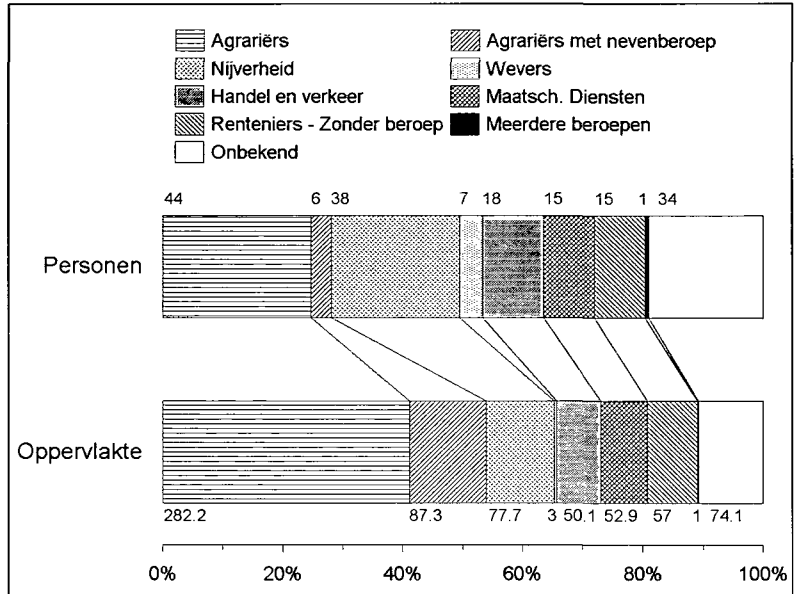 Agrariërs Agrariërs met nevenberoep
Nijverheid Wevers
Handel en verkeer Maatsch. Diensten
Renteniers - Zonder beroep Meerdere beroepen
Onbekend
44 6 38 7 18 15 15 1 34
Personen
Oppervlakte
282.2 87.3 77.7 3 50.1 52.9 57 1 74.1
0% 20% 40% 60% 80% 100%